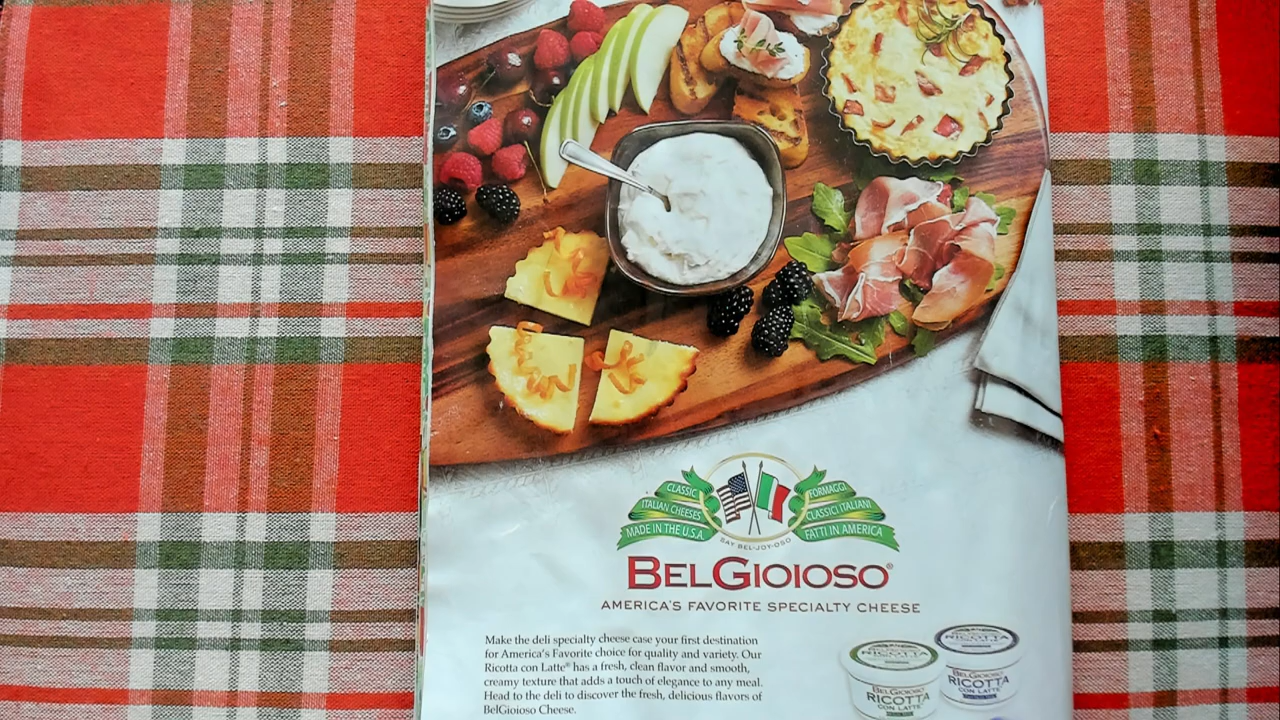 CLASSIC
ITALIAN CHEESES
MADE IN THE U.S.A.
FORMAGGI
CLASSICI ITALIANI
FATTI IN AMERICA
SAY BEL-JOY-OSO
BELGIOIOSO®
AMERICA'S FAVORITE SPECIALTY CHEESE
Make the deli specialty cheese case your first destination
for America's Favorite choice for quality and variety. Our
Ricotta con Latte® has a fresh, clean flavor and smooth,
creamy texture that adds a touch of elegance to any meal.
Head to the deli to discover the fresh, delicious flavors of
BelGioioso Cheese.
RICOTTA
BELGIOIOSO
RICOTTA
CON LATTE
RICOTTA
BELGIOIOSO
RICOTTA
CON LATTE